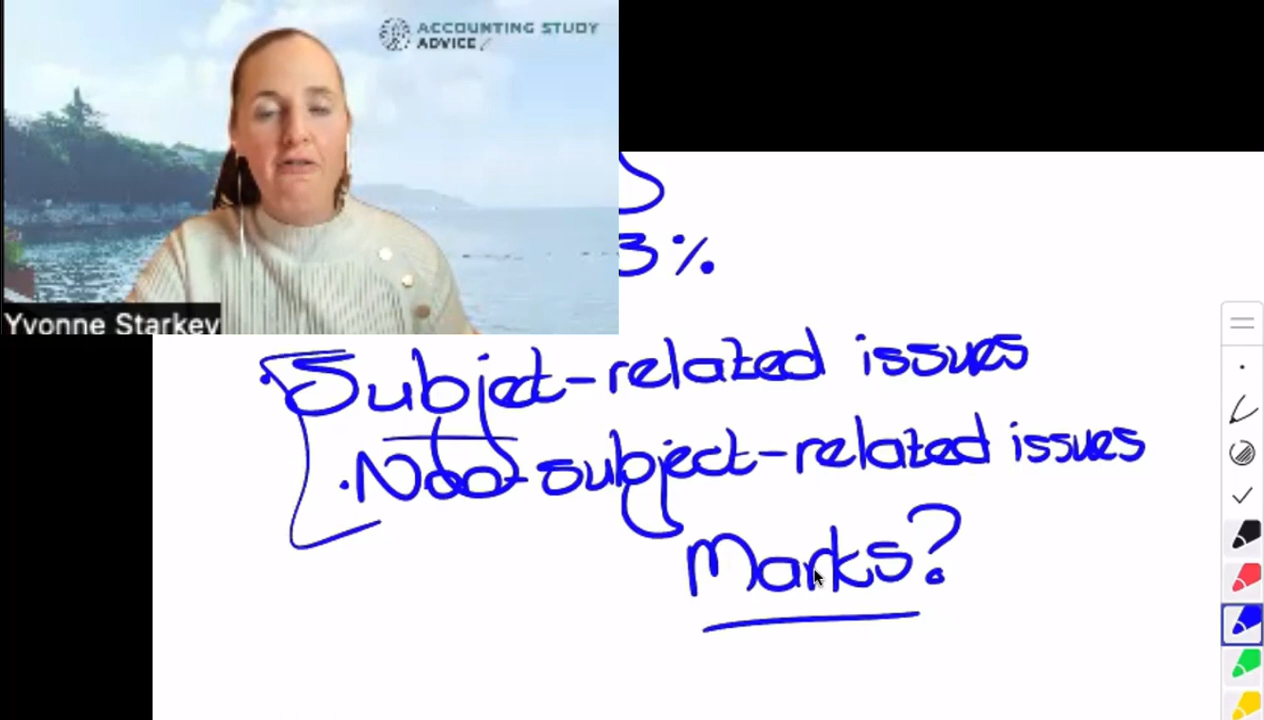 ACCOUNTING STUDY
ADVICE
Yvonne Starkey
3%
Subject-related issues
Non-subject-related issues
Marks?